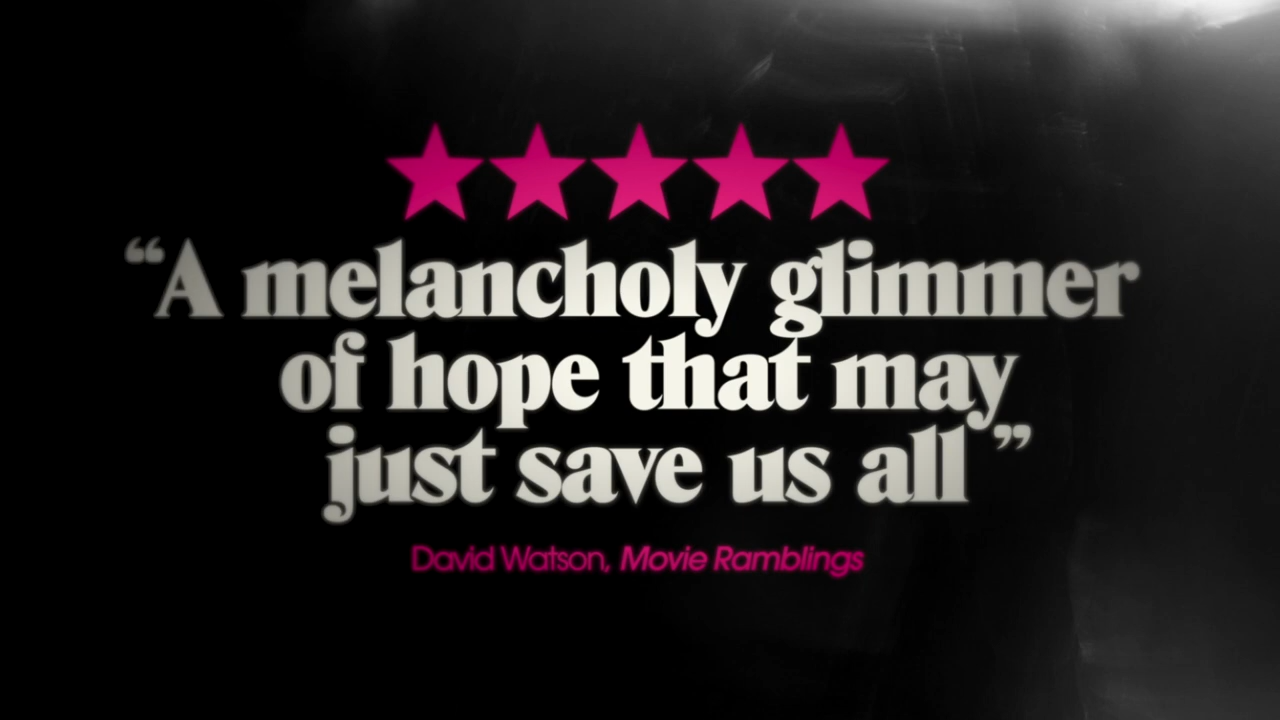 “A melancholy glimmer
of hope that may
just save us all”
David Watson, Movie Ramblings